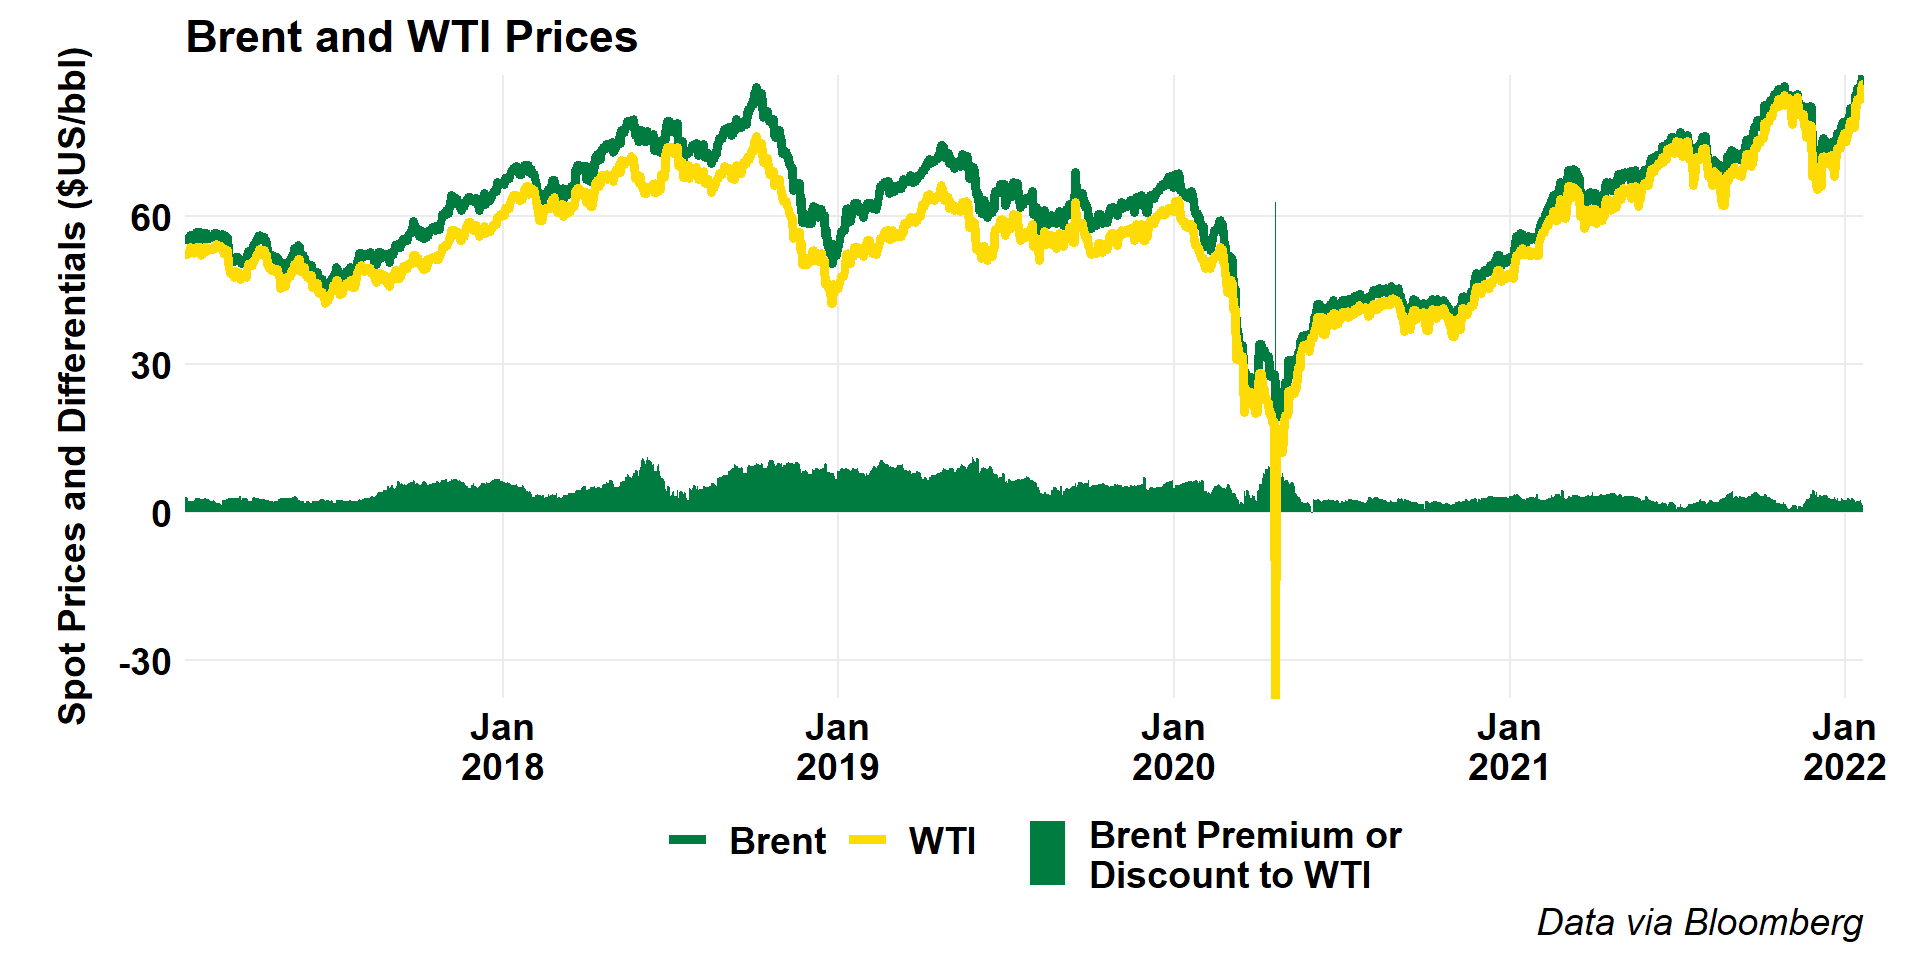 Brent and WTI Prices
Spot Prices and Differentials ($US/bbl)
60
30
0
-30
Jan
2018
Jan
2019
Jan
2020
Jan
2021
Jan
2022
Brent
WTI
Brent Premium or
Discount to WTI
Data via Bloomberg